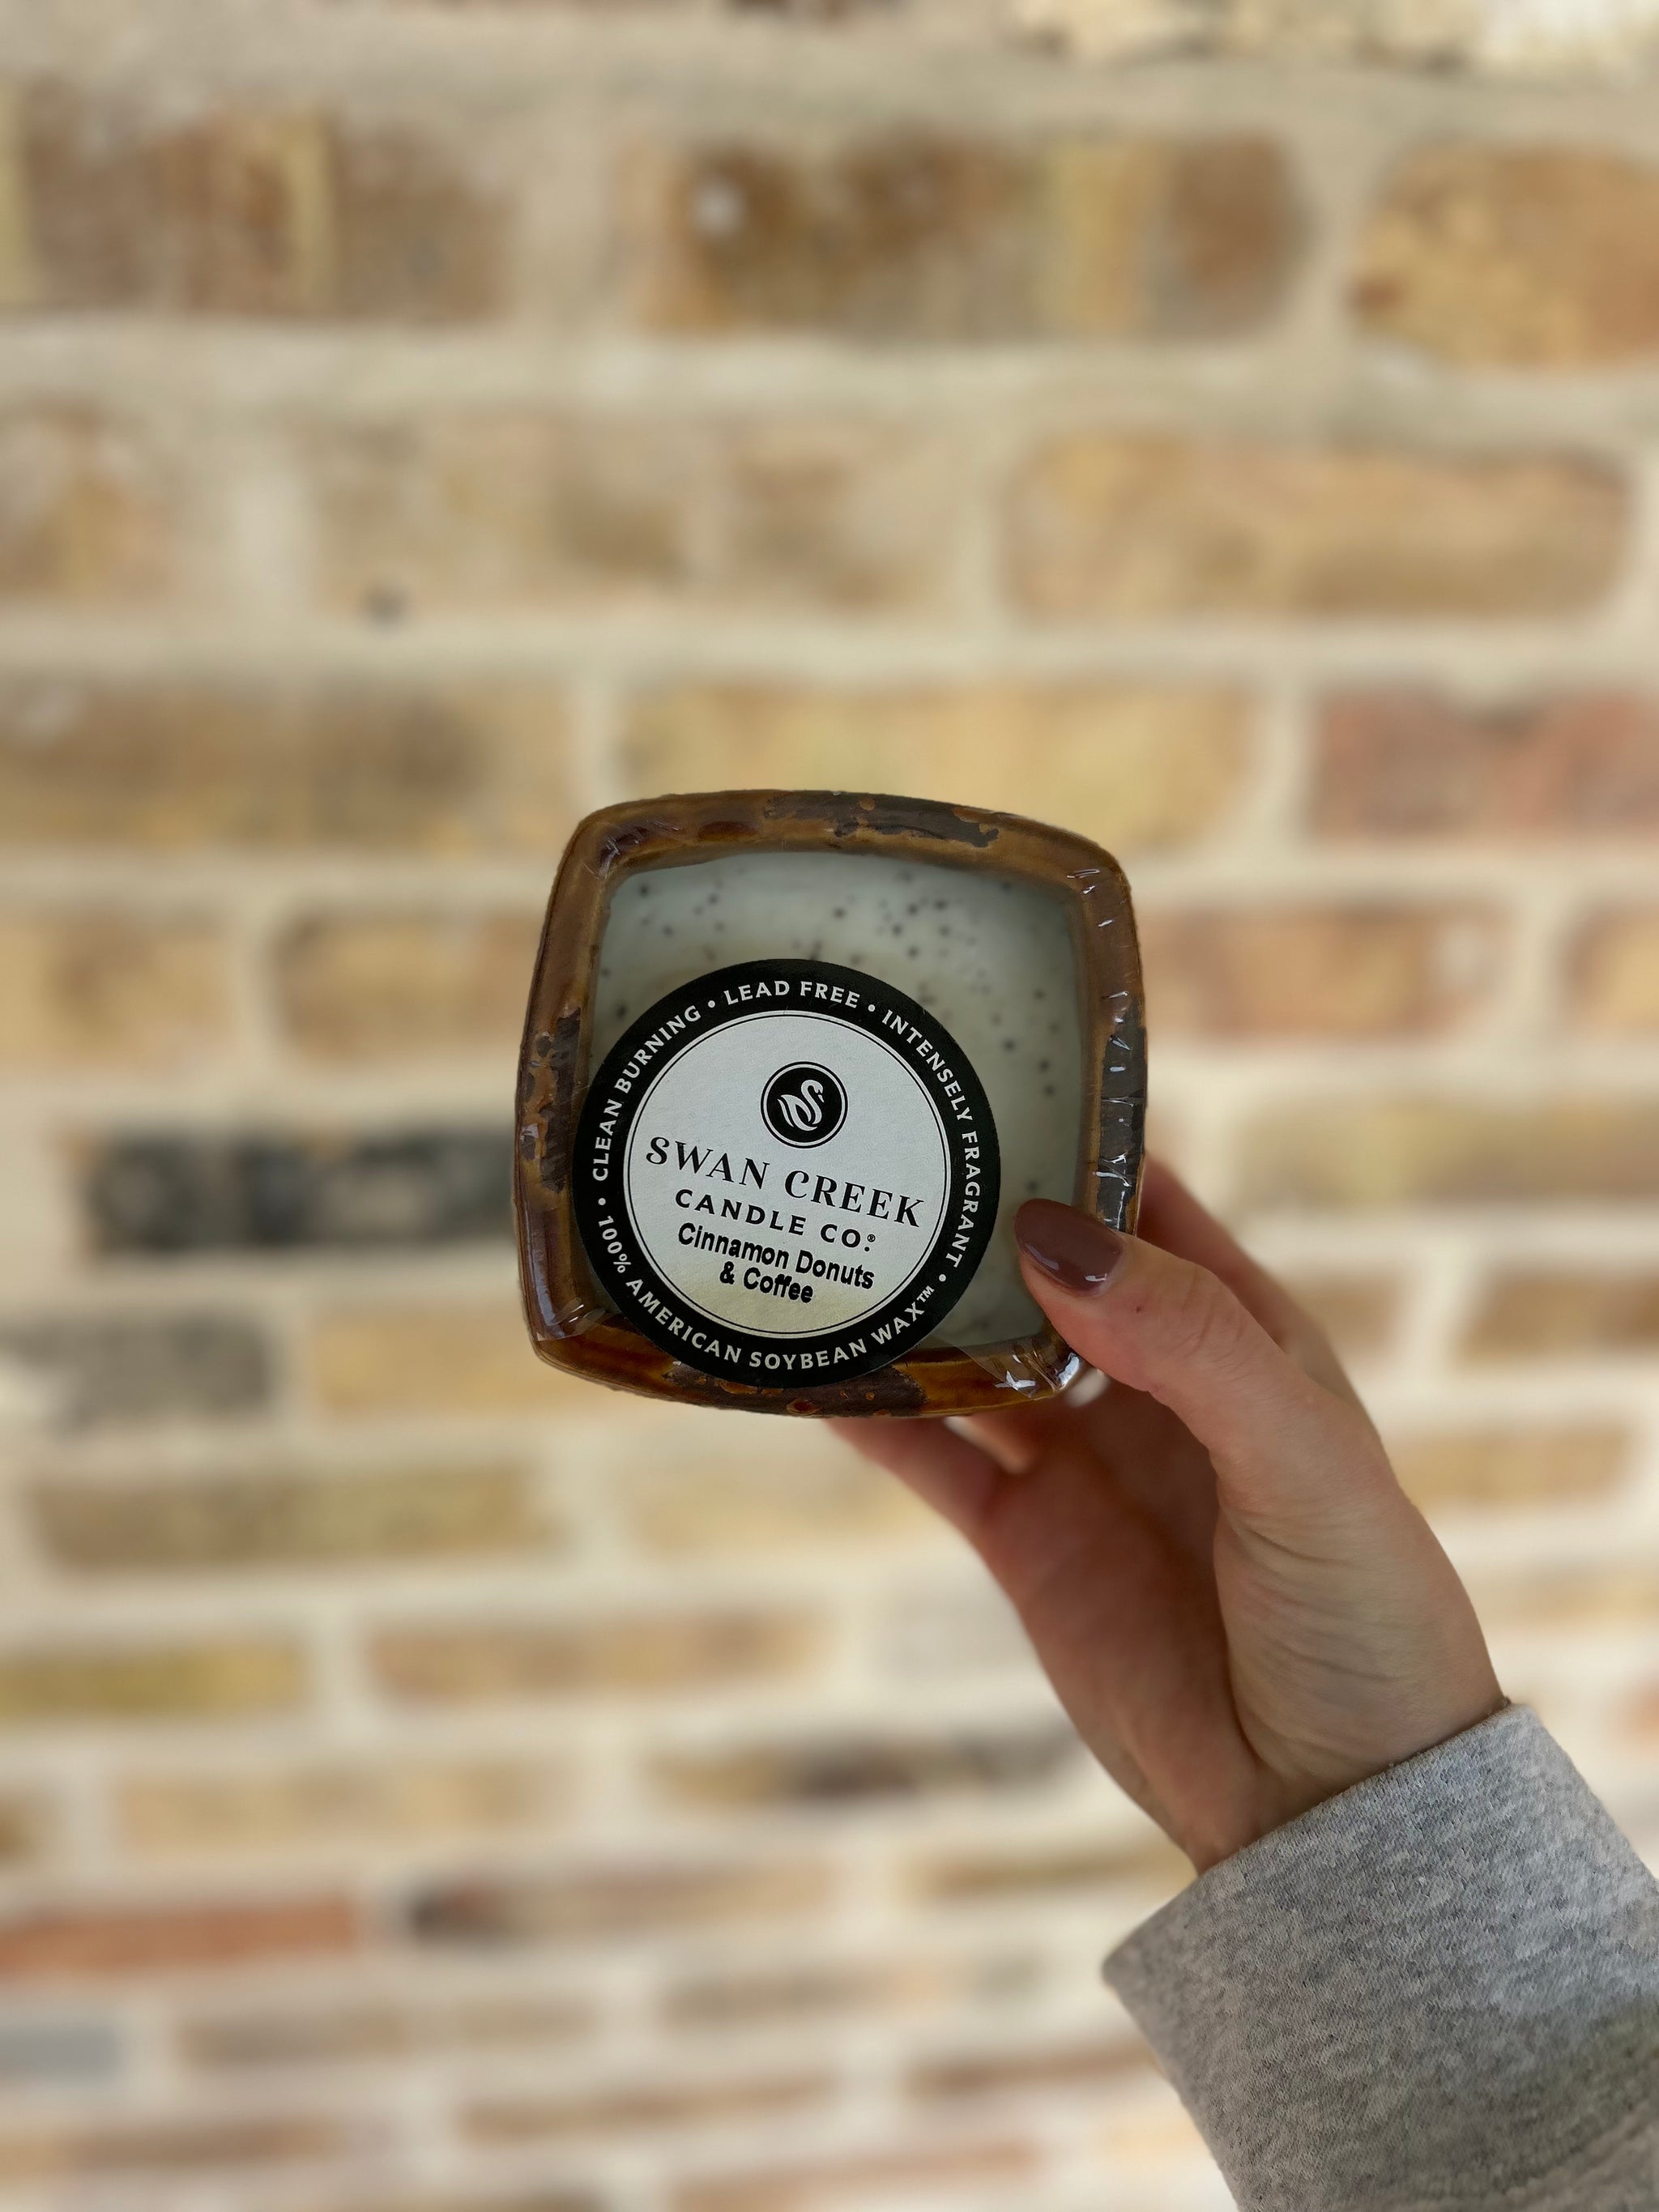 • CLEAN BURNING • LEAD FREE • INTENSELY FRAGRANT •
100% AMERICAN SOYBEAN WAX™
SWAN CREEK
CANDLE CO.®
Cinnamon Donuts
& Coffee